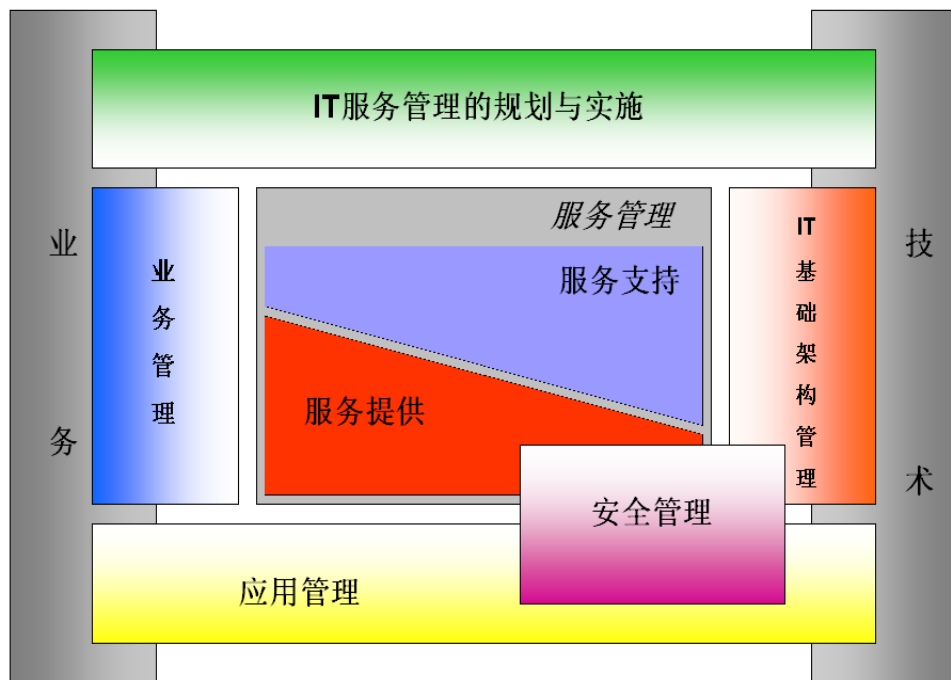 IT服务管理的规划与实施
业务
业务管理
服务管理
服务支持
服务提供
IT基础架构管理
技术
安全管理
应用管理